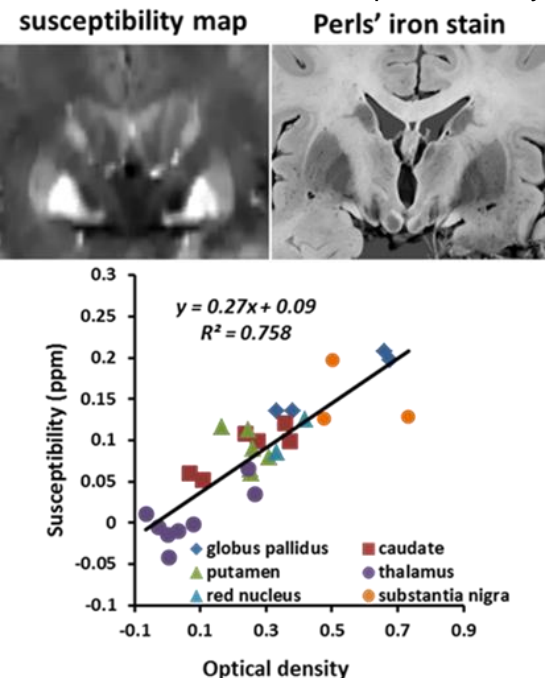 susceptibility map
Perls' iron stain
0.3
0.25
0.2
0.15
0.1
0.05
0
-0.05
-0.1
Susceptibility (ppm)
y = 0.27x + 0.09
R² = 0.758
globus pallidus
caudate
putamen
thalamus
red nucleus
substantia nigra
-0.1 0.1 0.3 0.5 0.7 0.9
Optical density